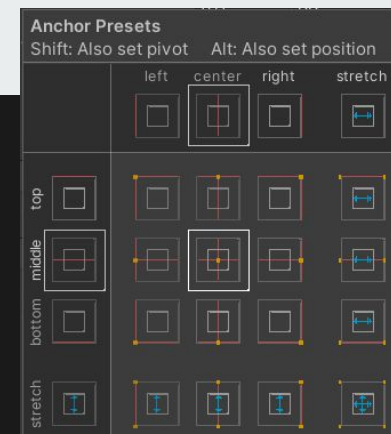 Anchor Presets
Shift: Also set pivot    Alt: Also set position
left    center    right    stretch
top
middle
bottom
stretch